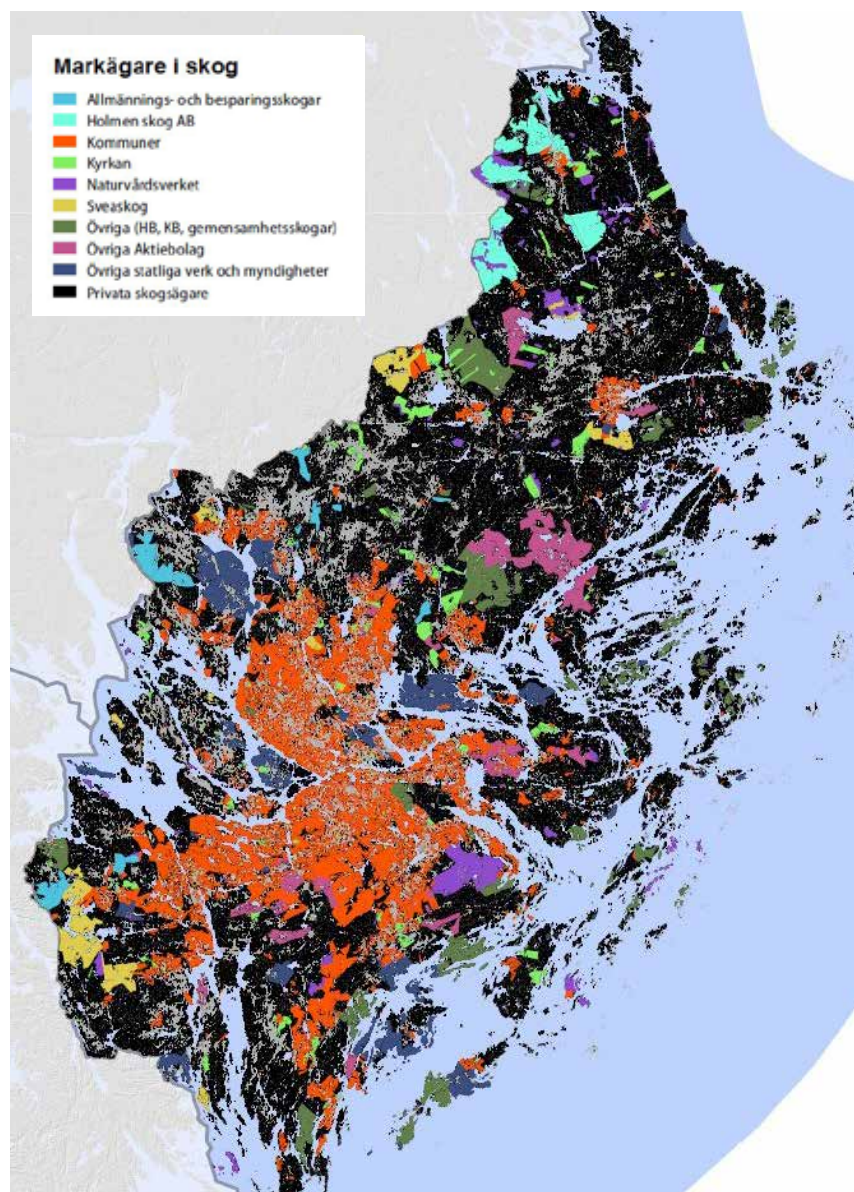 Markägare i skog
Allmännings- och besparingsskogar
Holmen skog AB
Kommuner
Kyrkan
Naturvårdsverket
Sveaskog
Övriga (HB, KB, gemensamhetsskogar)
Övriga Aktiebolag
Övriga statliga verk och myndigheter
Privata skogsägare